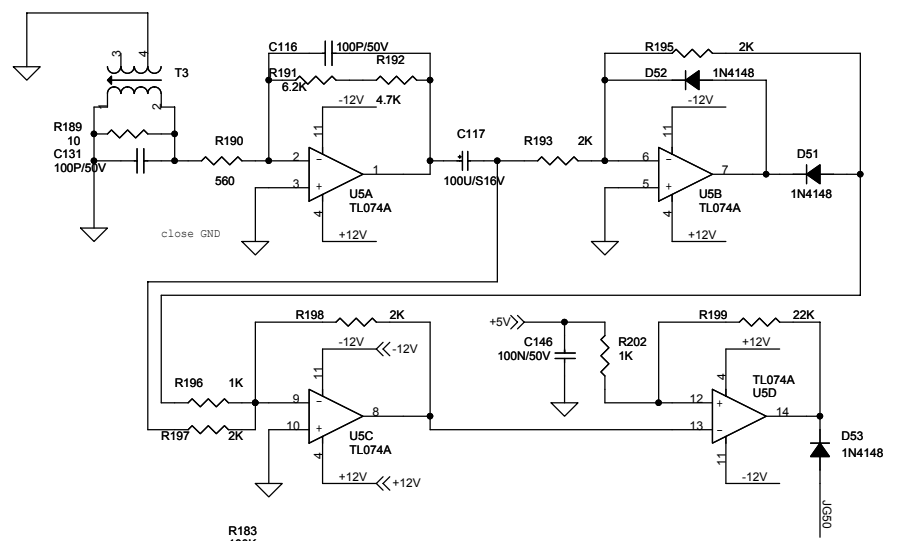 C116
100P/50V
R192
R191
6.2K
4.7K
-12V
3
4
T3
1
2
R189
10
C131
100P/50V
R190
560
11
2
3
1
4
U5A
TL074A
+12V
close GND
C117
100U/S16V
R193
2K
R195
2K
D52
1N4148
-12V
11
6
5
7
4
U5B
TL074A
+12V
D51
1N4148
R198
2K
-12V
-12V
11
R196
1K
R197
2K
9
10
8
4
U5C
TL074A
+12V
+12V
+5V
C146
100N/50V
R202
1K
R199
22K
+12V
4
TL074A
U5D
12
13
14
11
-12V
D53
1N4148
JG50
R183